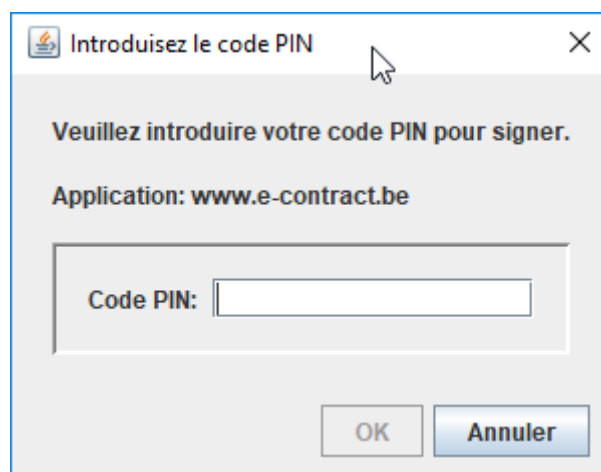 Introduisez le code PIN
Veuillez introduire votre code PIN pour signer.
Application: www.e-contract.be
Code PIN:
OK
Annuler